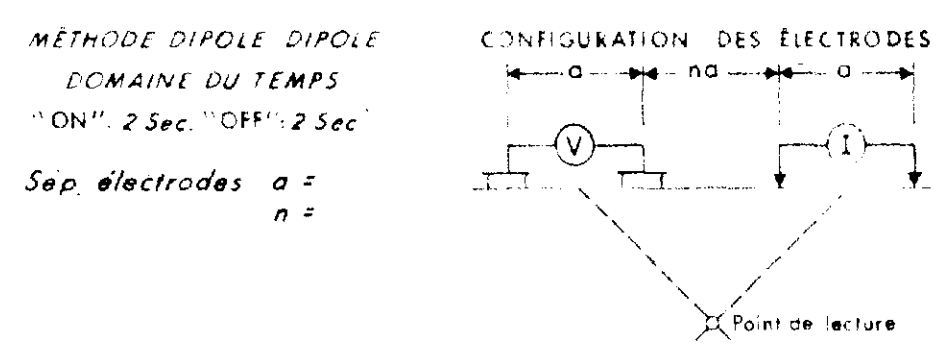 MÉTHODE DIPOLE DIPOLE
DOMAINE DU TEMPS
"ON": 2 Sec. "OFF": 2 Sec
Sep. électrodes a =
n =
CONFIGURATION DES ÉLECTRODES
a na a
V I
Point de lecture